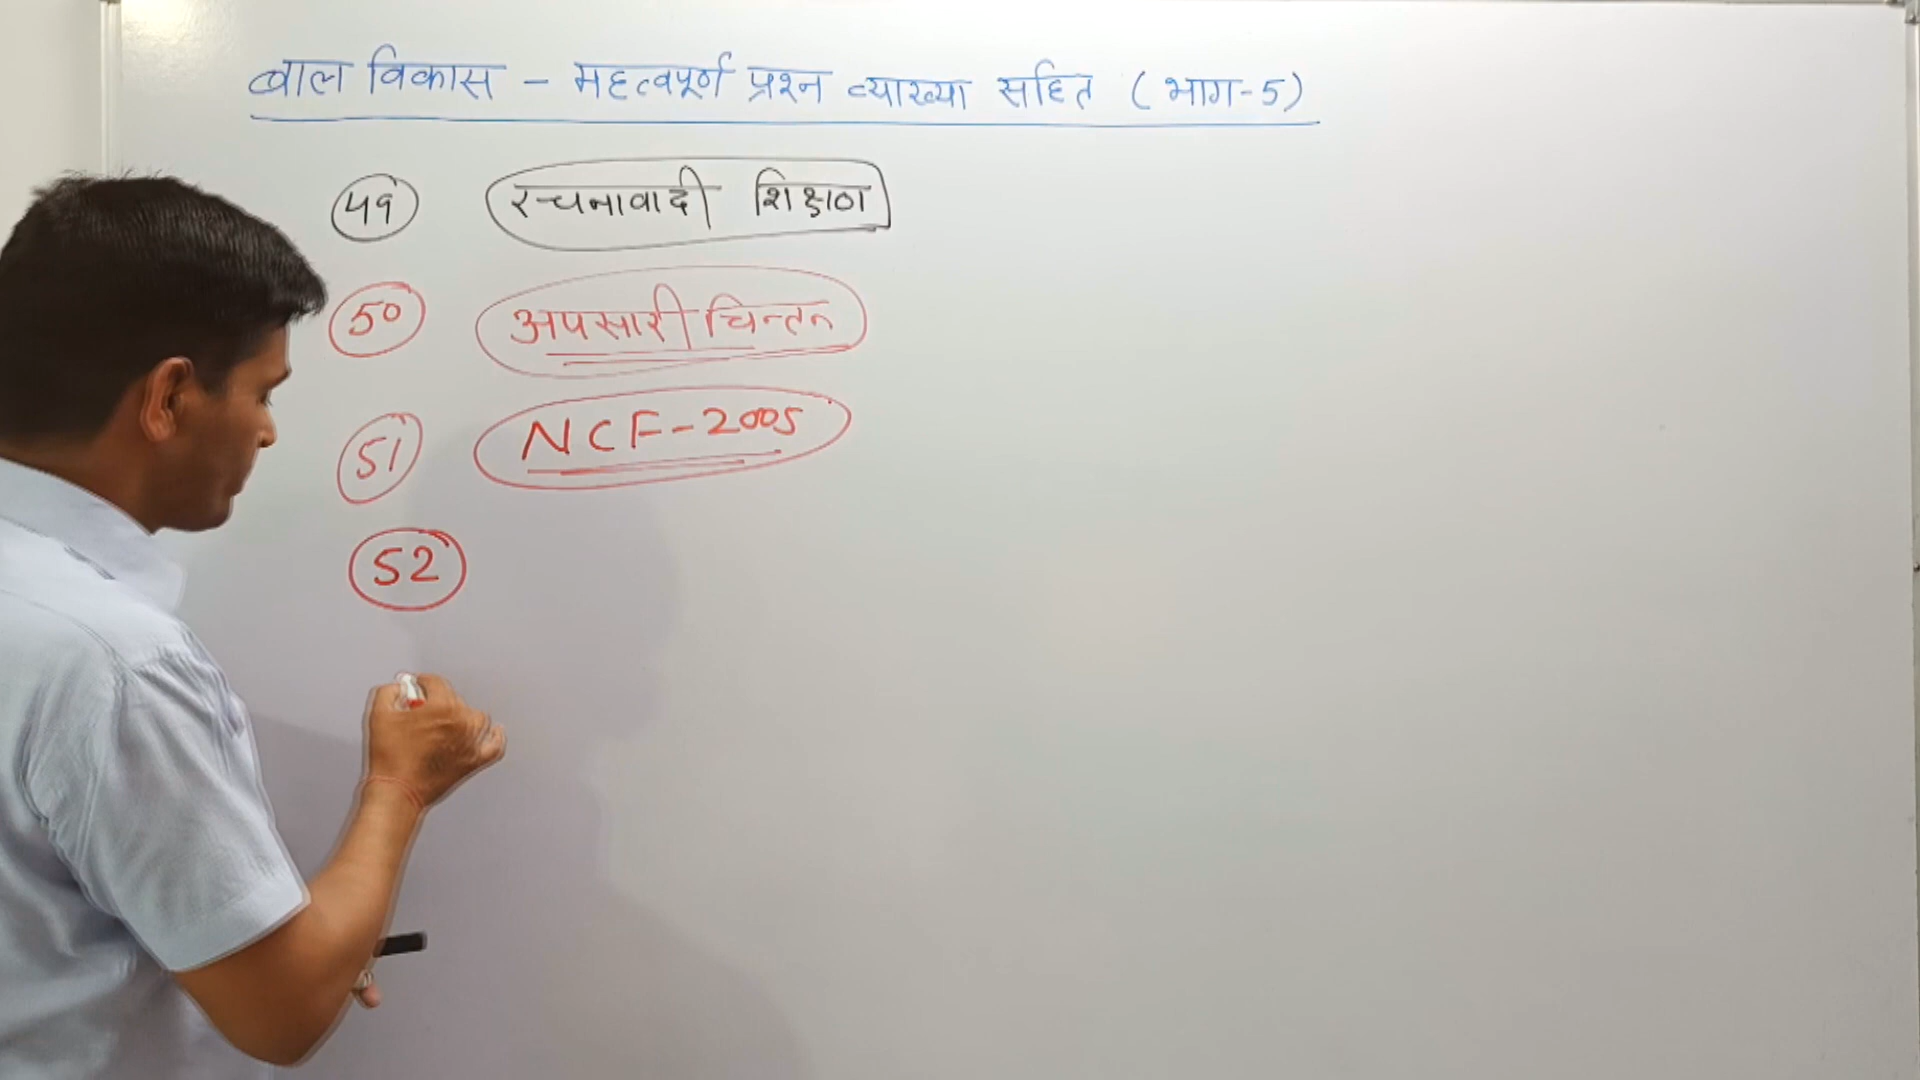 बाल विकास - महत्वपूर्ण प्रश्न व्याख्या सहित (भाग-5)
49 रचनावादी शिक्षण
50 अपसारी चिन्तन
51 NCF-2005
52